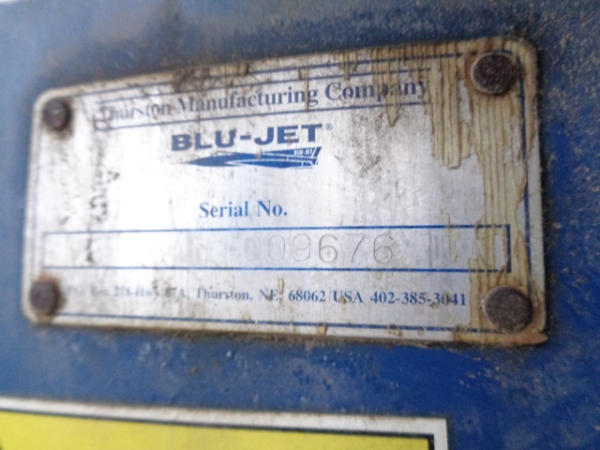 Thurston Manufacturing Company
BLU-JET®
Serial No.
009676
Thurston, NE. 68062 USA 402-385-3041